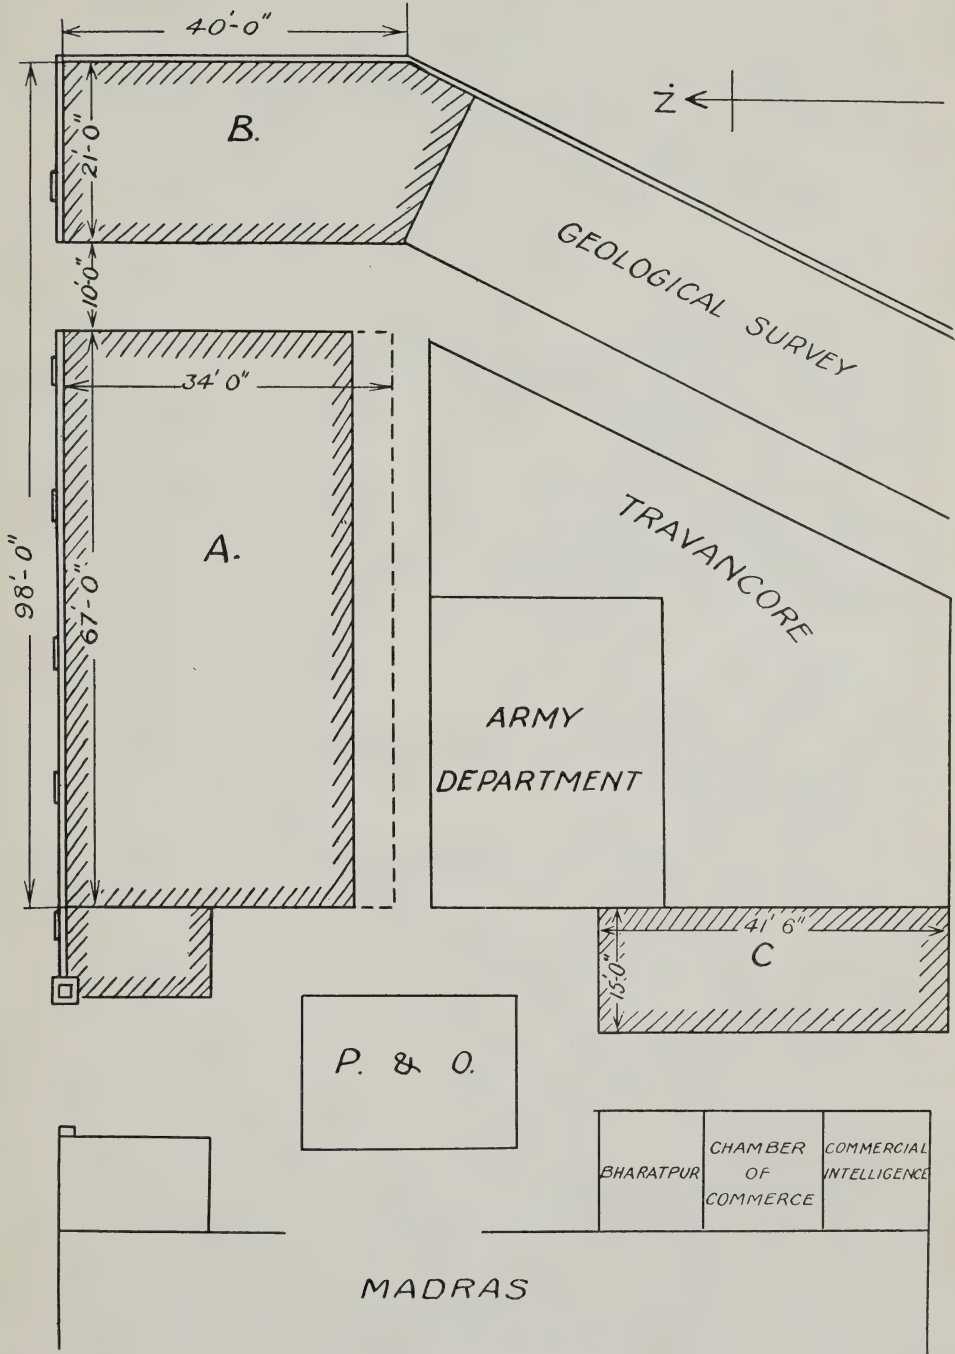 40'-0"
Ż
B.
21'-0"
GEOLOGICAL SURVEY
10'0"
34' 0"
TRAVANCORE
A.
98'-0"
67'-0"
ARMY
DEPARTMENT
41' 6"
C
15'-0"
P. & O.
BHARATPUR
CHAMBER
OF
COMMERCE
COMMERCIAL
INTELLIGENCE
MADRAS